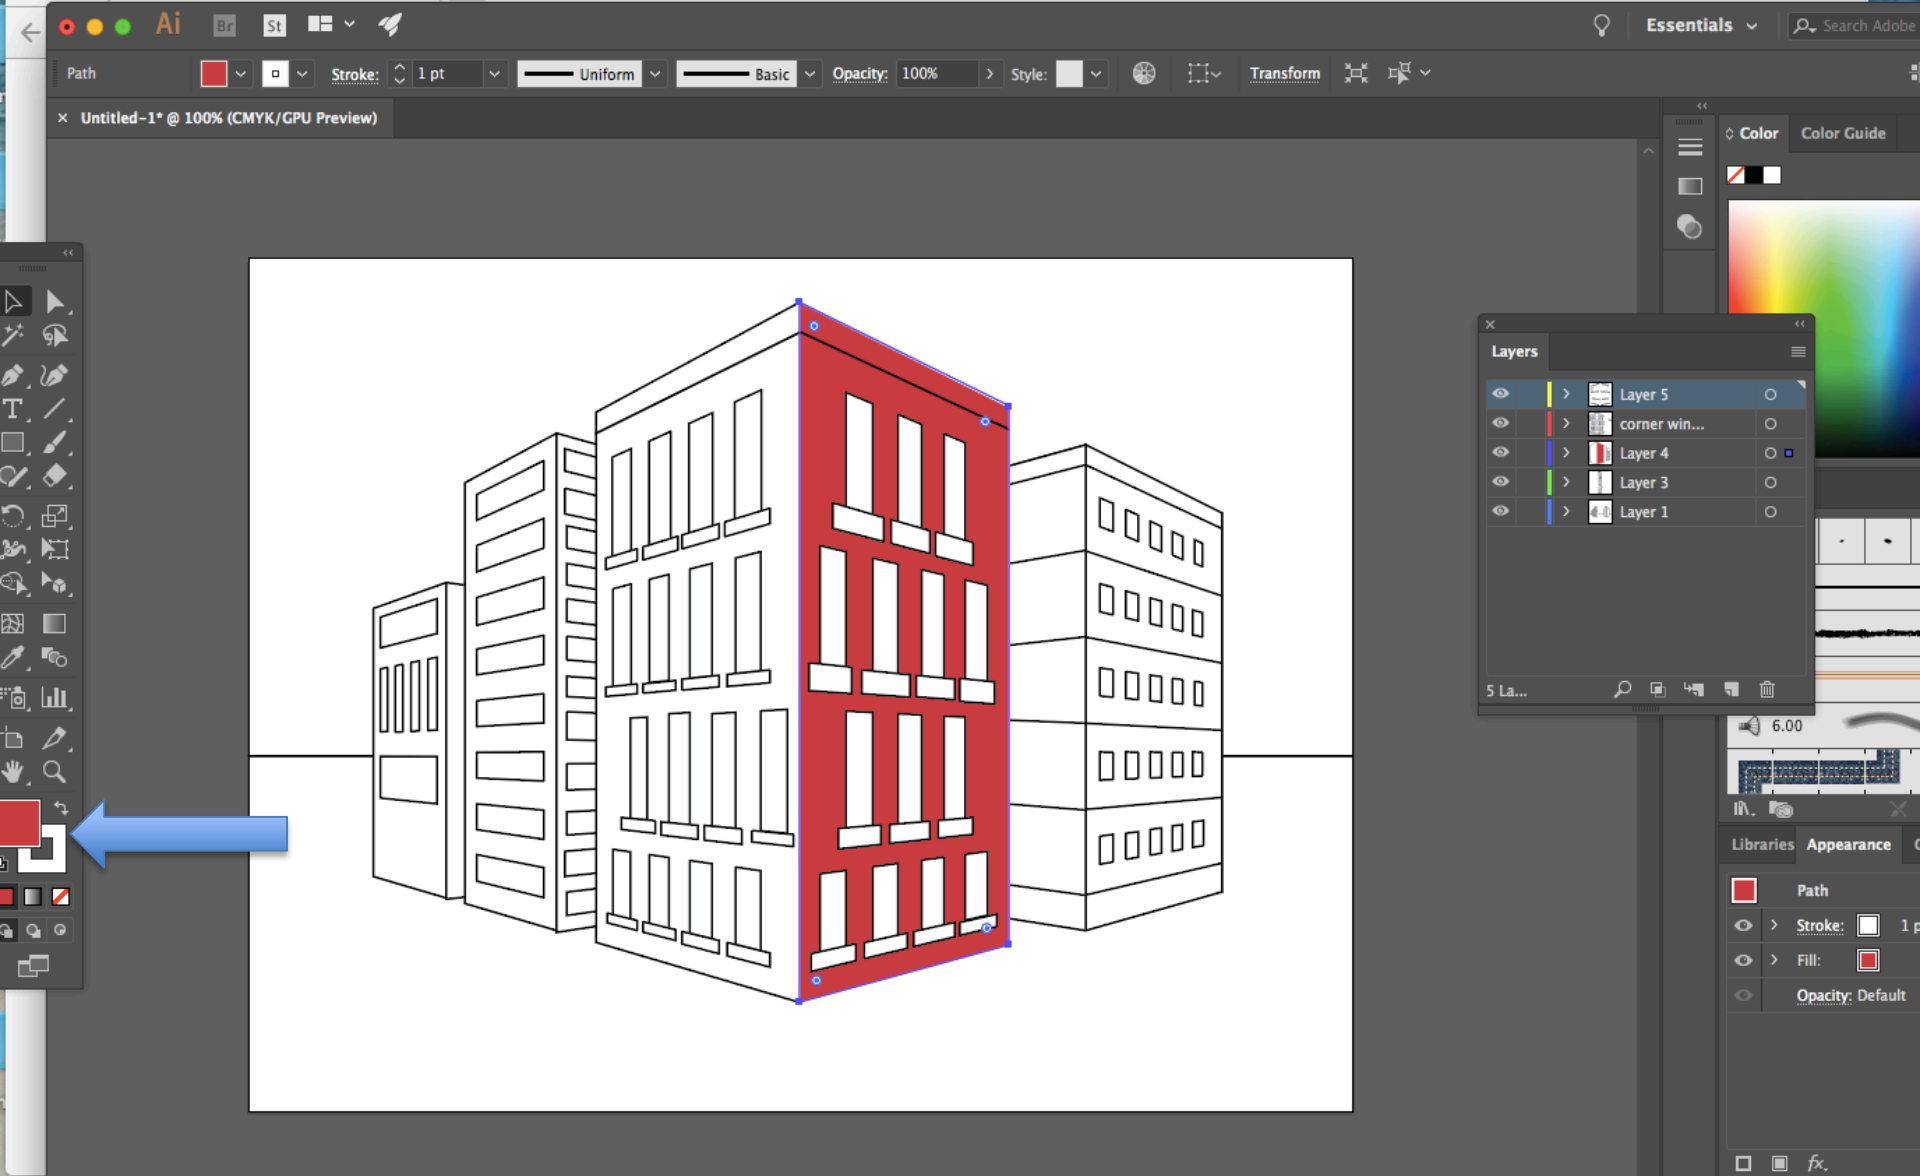 Ai Br St Essentials Search Adobe
Path Stroke: 1 pt Uniform Basic Opacity: 100% Style: Transform
× Untitled-1* @ 100% (CMYK/GPU Preview)
Color Color Guide
Layers
Layer 5
corner win...
Layer 4
Layer 3
Layer 1
5 La...
6.00
Libraries Appearance
Path
Stroke: 1 p
Fill:
Opacity: Default
fx.